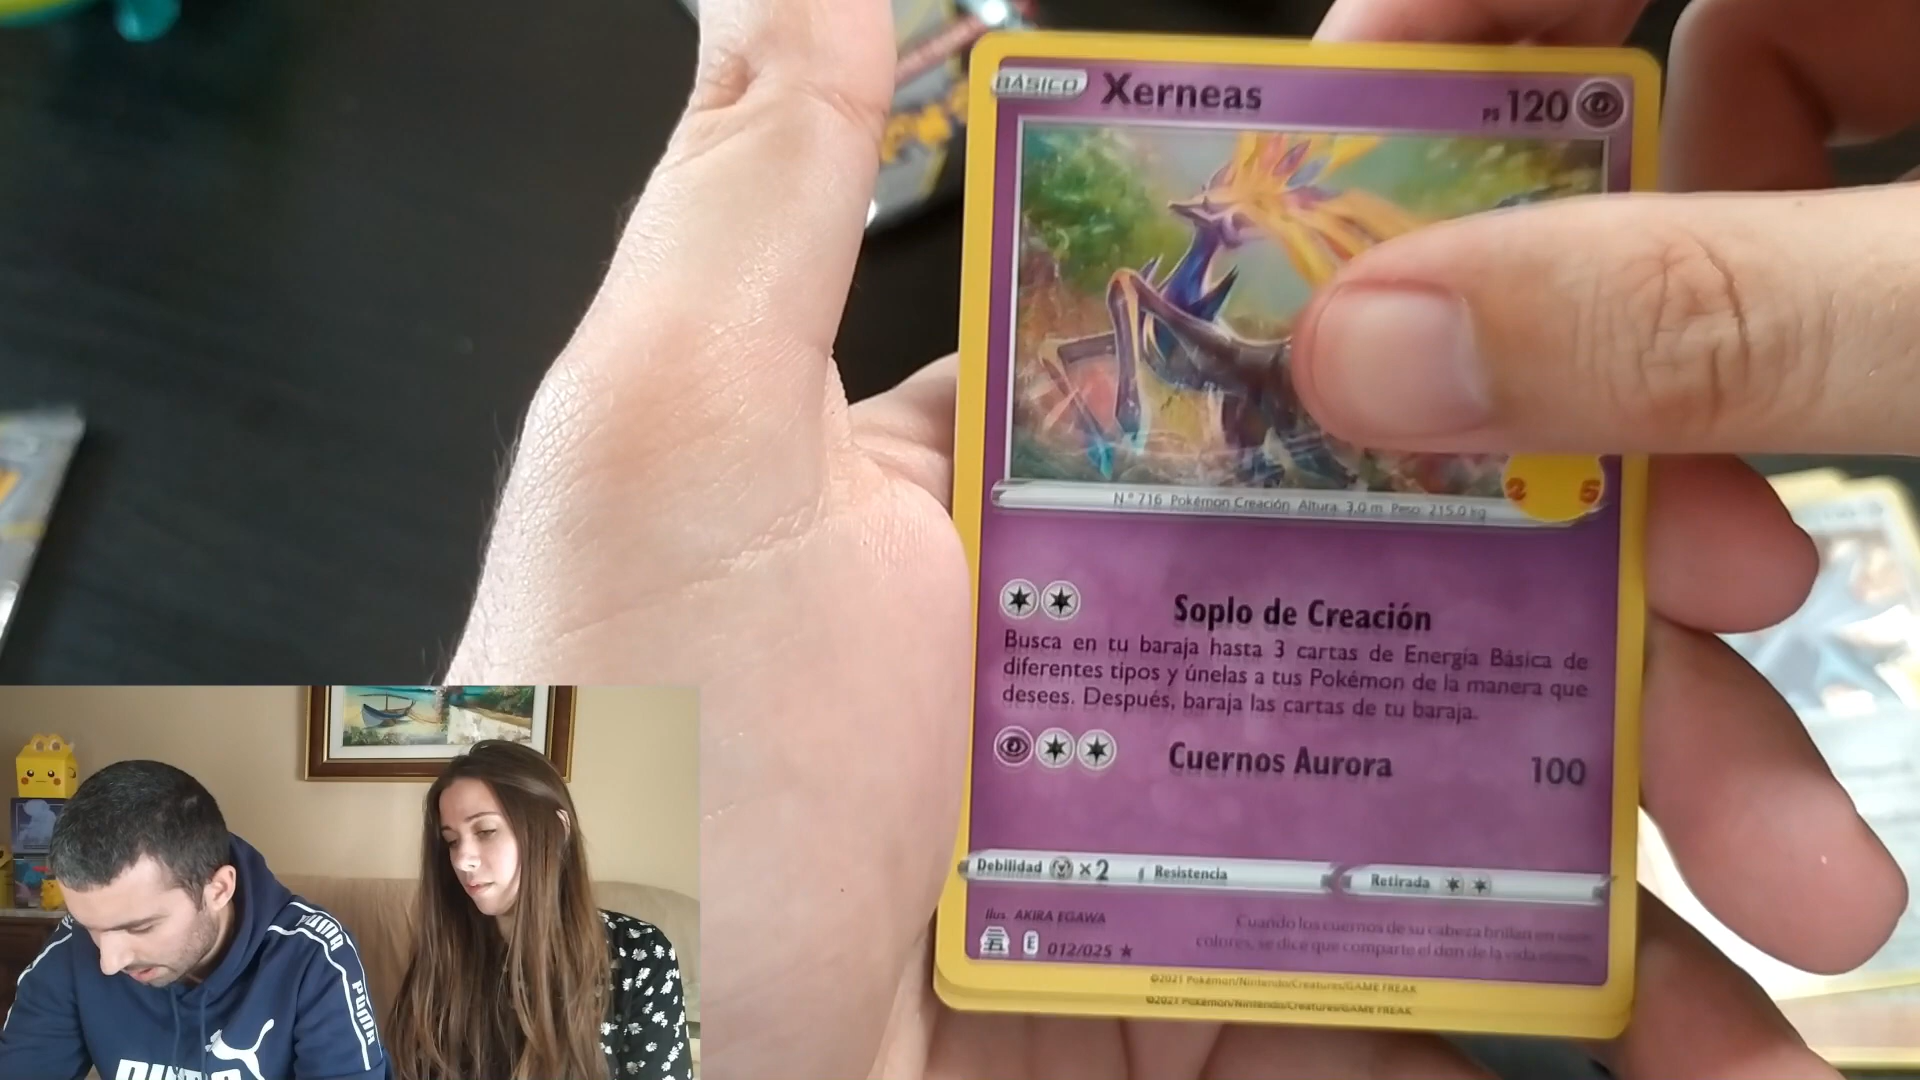 BÁSICO Xerneas PS 120
N.º 716 Pokémon Creación Altura 3,0 m Peso 215,0 kg
2 5
Soplo de Creación
Busca en tu baraja hasta 3 cartas de Energía Básica de
diferentes tipos y únelas a tus Pokémon de la manera que
desees. Después, baraja las cartas de tu baraja.
Cuernos Aurora 100
Debilidad ×2 Resistencia Retirada
Ilus. AKIRA EGAWA
Cuando los cuernos de su cabeza brillan en siete
colores, se dice que comparte el don de la vida eterna.
E 012/025
©2021 Pokémon/Nintendo/Creatures/GAME FREAK
©2021 Pokémon/Nintendo/Creatures/GAME FREAK
PUMA
PUMA